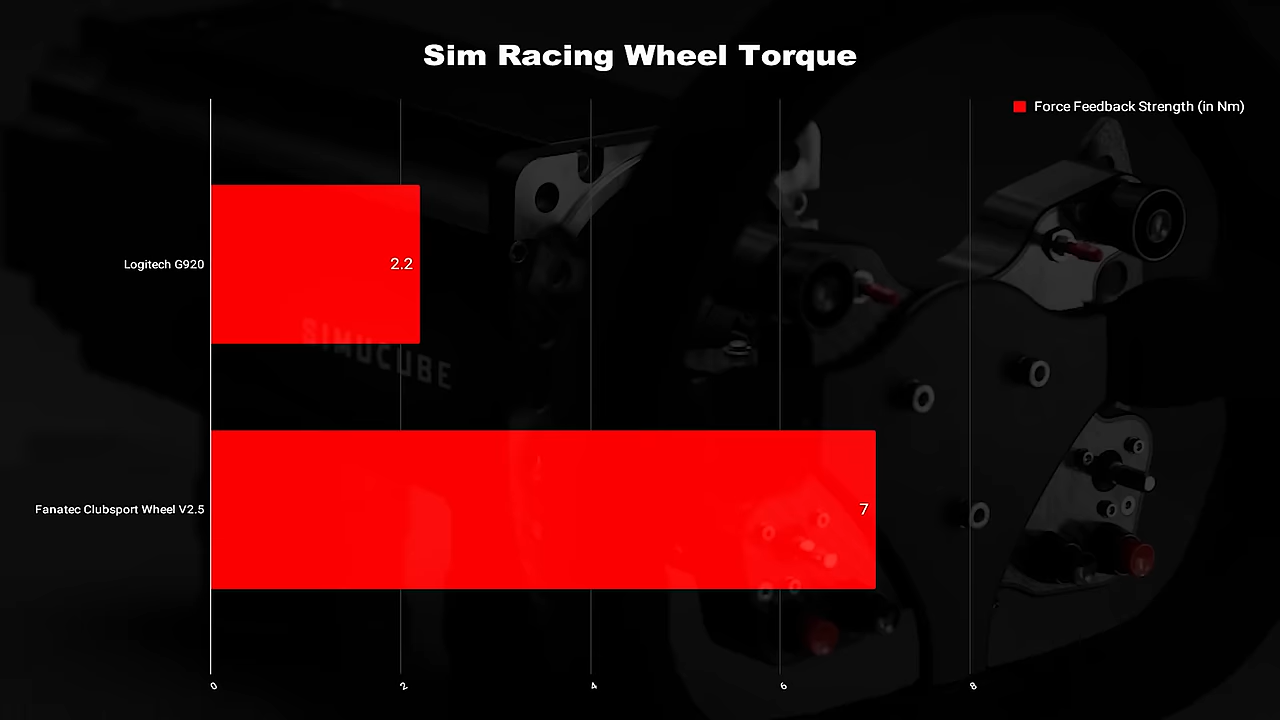 Sim Racing Wheel Torque
Force Feedback Strength (in Nm)
Logitech G920
2.2
SIMUCUBE
Fanatec Clubsport Wheel V2.5
7
0
2
4
6
8